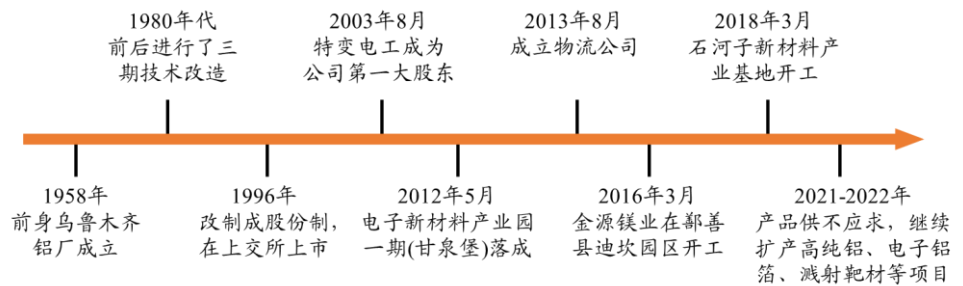 1980年代
前后进行了三
期技术改造
2003年8月
特变电工成为
公司第一大股东
2013年8月
成立物流公司
2018年3月
石河子新材料产
业基地开工
1958年
前身乌鲁木齐
铝厂成立
1996年
改制成股份制，
在上交所上市
2012年5月
电子新材料产业园
一期(甘泉堡)落成
2016年3月
金源镁业在鄯善
县迪坎园区开工
2021-2022年
产品供不应求，继续
扩产高纯铝、电子铝
箔、溅射靶材等项目